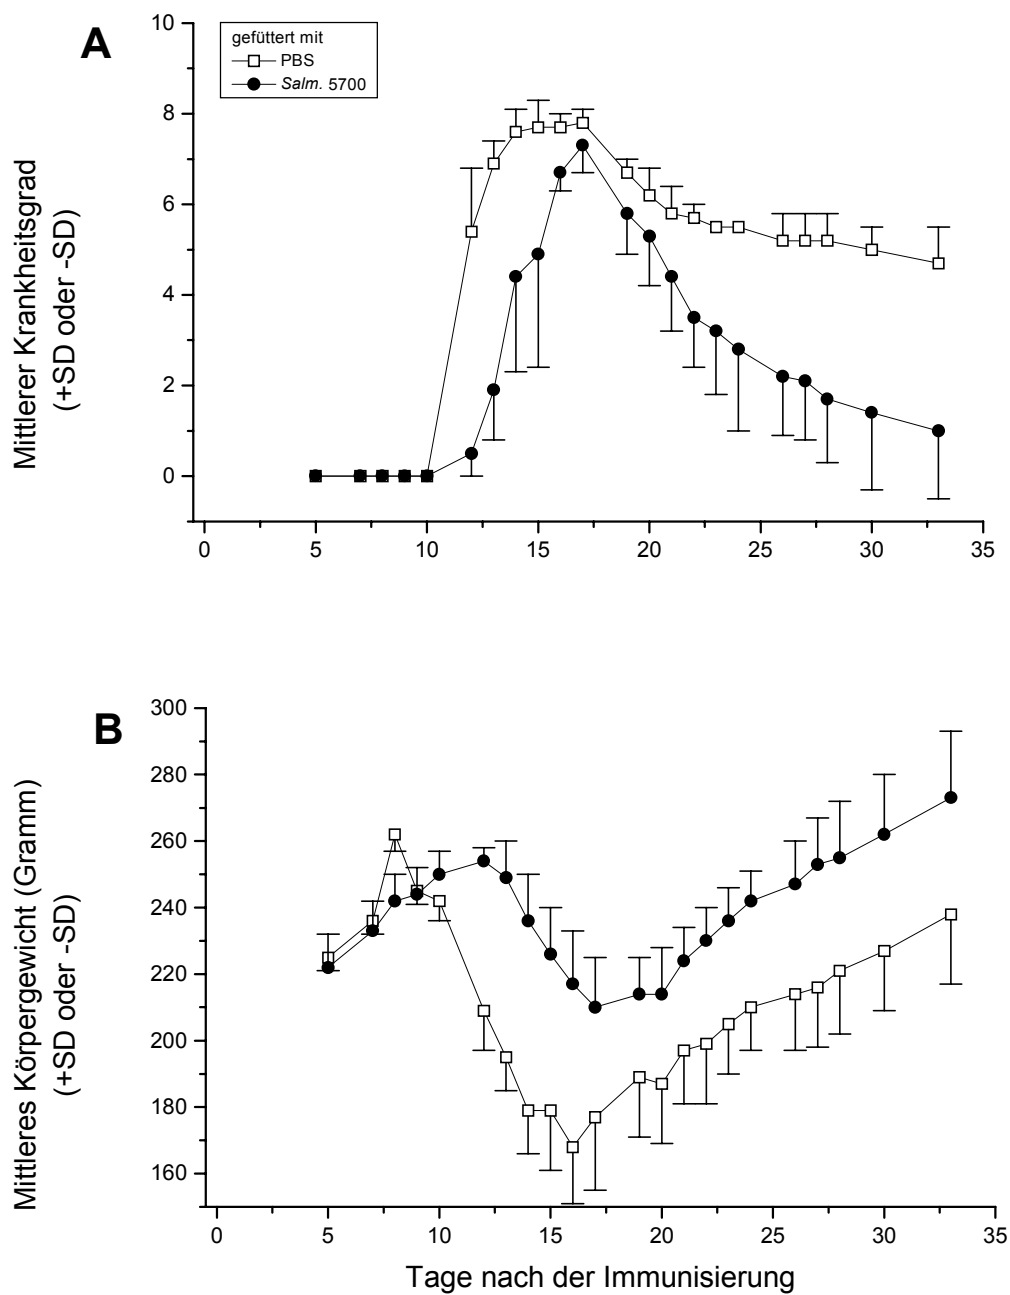 A
gefüttert mit
PBS
Salm. 5700
Mittlerer Krankheitsgrad
(+SD oder -SD)
10
8
6
4
2
0
0 5 10 15 20 25 30 35
B
Mittleres Körpergewicht (Gramm)
(+SD oder -SD)
300
280
260
240
220
200
180
160
0 5 10 15 20 25 30 35
Tage nach der Immunisierung